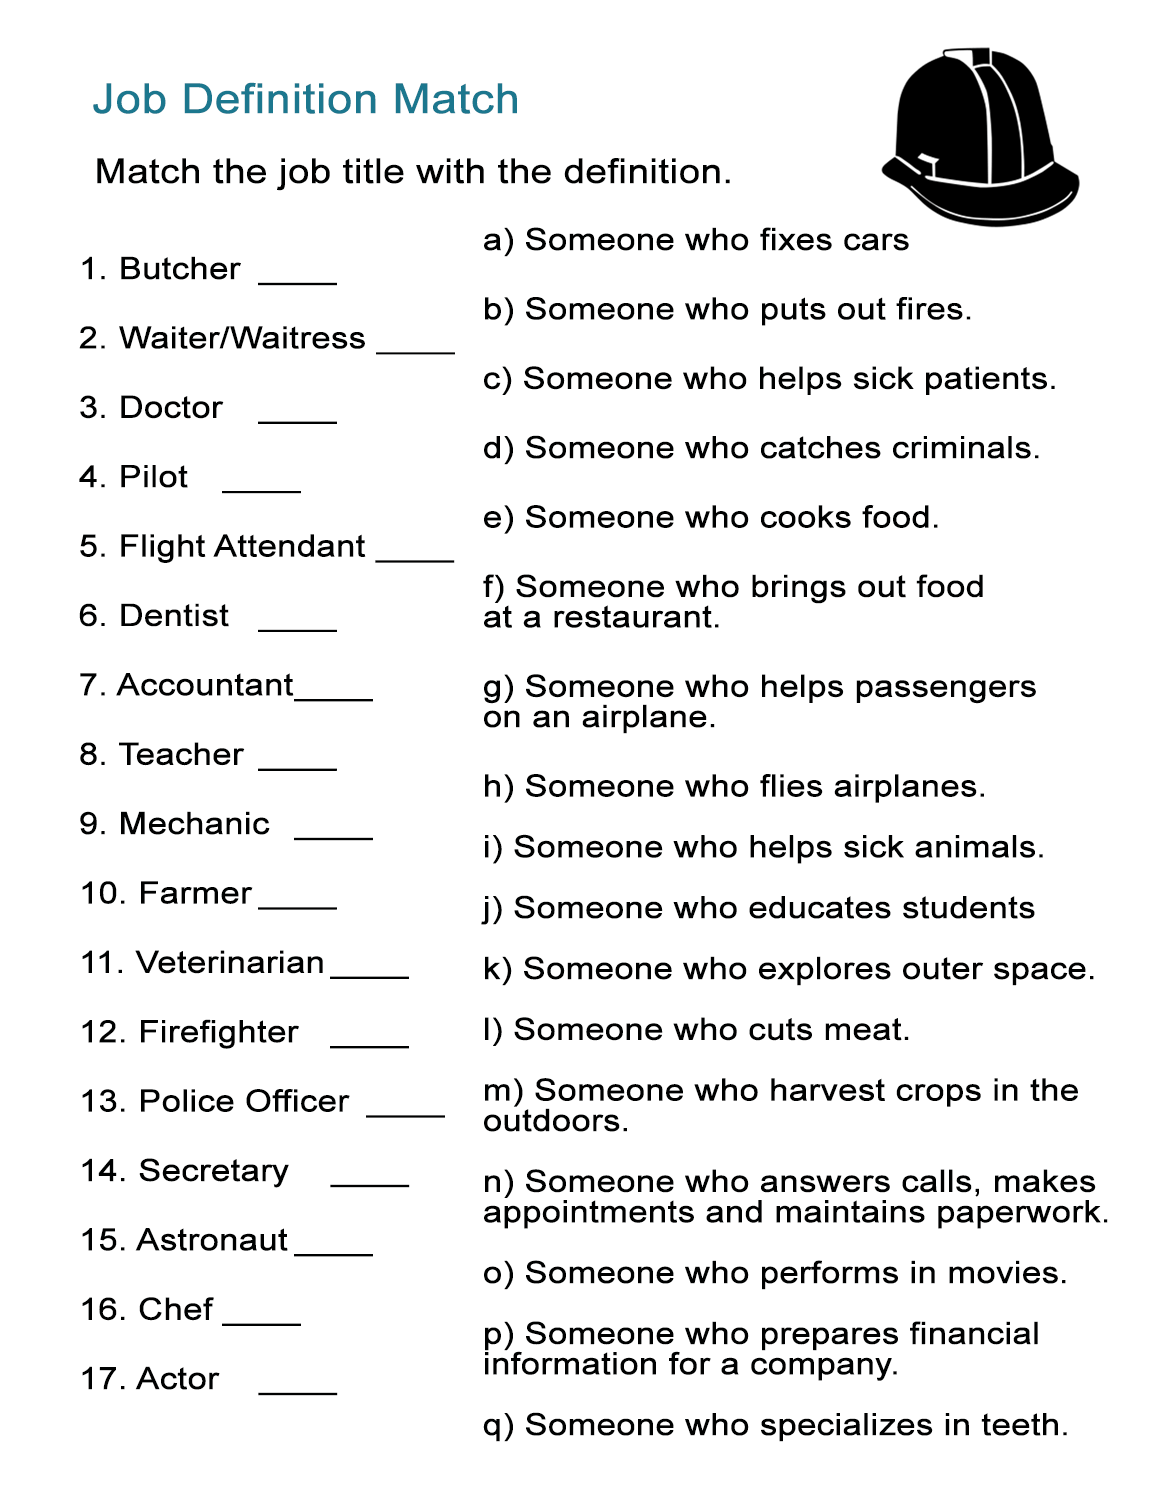 Job Definition Match
Match the job title with the definition.
1. Butcher ____
2. Waiter/Waitress ____
3. Doctor ____
4. Pilot ____
5. Flight Attendant ____
6. Dentist ____
7. Accountant____
8. Teacher ____
9. Mechanic ____
10. Farmer ____
11. Veterinarian ____
12. Firefighter ____
13. Police Officer ____
14. Secretary ____
15. Astronaut ____
16. Chef ____
17. Actor ____
a) Someone who fixes cars
b) Someone who puts out fires.
c) Someone who helps sick patients.
d) Someone who catches criminals.
e) Someone who cooks food.
f) Someone who brings out food
at a restaurant.
g) Someone who helps passengers
on an airplane.
h) Someone who flies airplanes.
i) Someone who helps sick animals.
j) Someone who educates students
k) Someone who explores outer space.
l) Someone who cuts meat.
m) Someone who harvest crops in the
outdoors.
n) Someone who answers calls, makes
appointments and maintains paperwork.
o) Someone who performs in movies.
p) Someone who prepares financial
information for a company.
q) Someone who specializes in teeth.